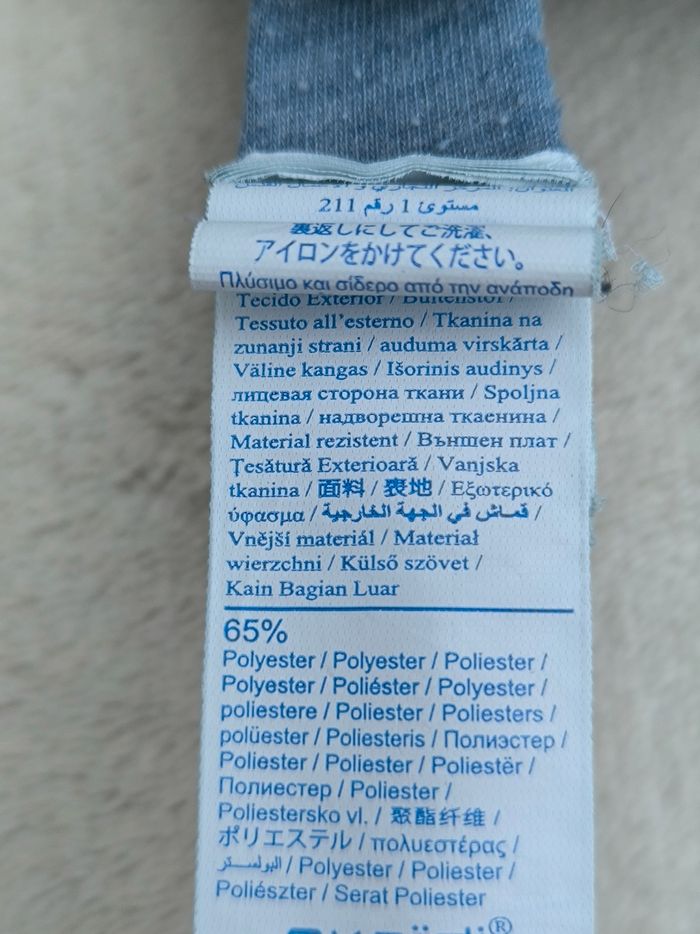 مستوى 1 رقم 211
裏返しにしてご洗濯、
アイロンをかけてください。
Πλύσιμο και σίδερο από την ανάποδη
Tecido Exterior / Buitenstof /
Tessuto all’esterno / Tkanina na
zunanji strani / auduma virskārta /
Väline kangas / Išorinis audinys /
лицевая сторона ткани / Spoljna
tkanina / надворешна ткаенина /
Material rezistent / Външен плат /
Ţesătură Exterioară / Vanjska
tkanina / 面料 / 表地 / Εξωτερικό
ύφασμα / قماش في الجهة الخارجية /
Vnější materiál / Materiał
wierzchni / Külső szövet /
Kain Bagian Luar
65%
Polyester / Polyester / Poliester /
Polyester / Poliéster / Polyester /
poliestere / Poliester / Poliesters /
polüester / Poliesteris / Полиэстер /
Poliester / Poliester / Poliestër /
Полиестер / Poliester /
Poliestersko vl. / 聚酯纤维 /
ポリエステル / πολυεστέρας /
البولستر / Polyester / Poliester /
Poliészter / Serat Poliester